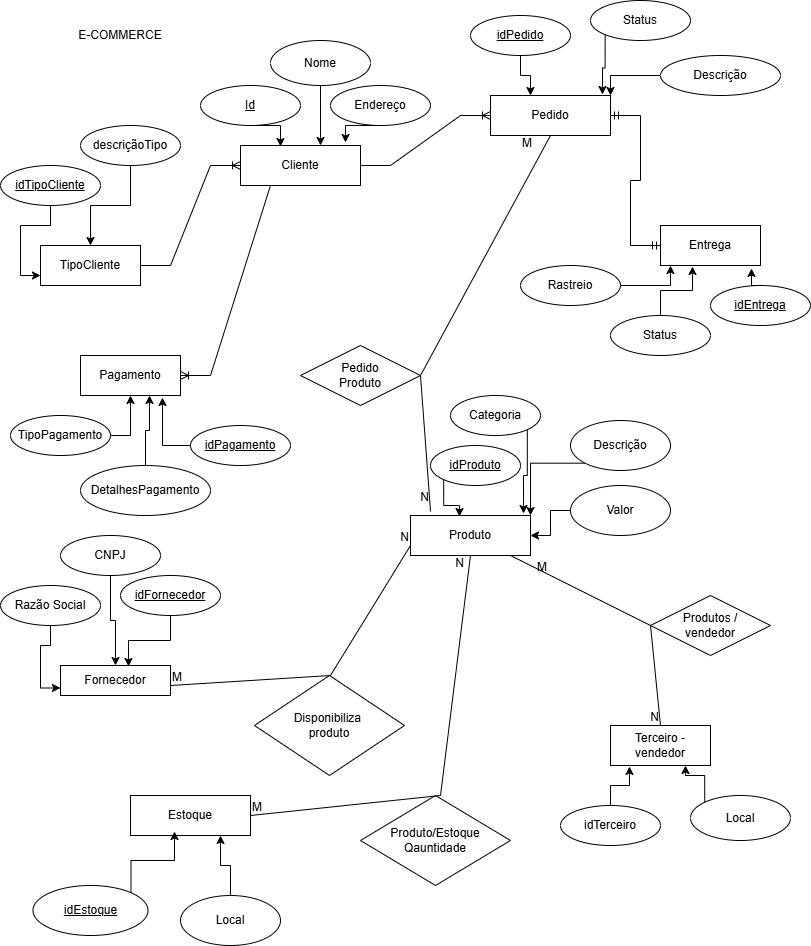 E-COMMERCE
idPedido
Status
Descrição
Nome
Id
Endereço
Pedido
M
descriçãoTipo
Cliente
idTipoCliente
TipoCliente
Entrega
Rastreio
idEntrega
Status
Pagamento
Pedido
Produto
TipoPagamento
idPagamento
DetalhesPagamento
Categoria
Descrição
idProduto
N
Valor
Produto
N
N
M
CNPJ
idFornecedor
Razão Social
Fornecedor
M
Produtos /
vendedor
Disponibiliza
produto
N
Terceiro -
vendedor
Estoque
M
Produto/Estoque
Qauntidade
idTerceiro
Local
idEstoque
Local